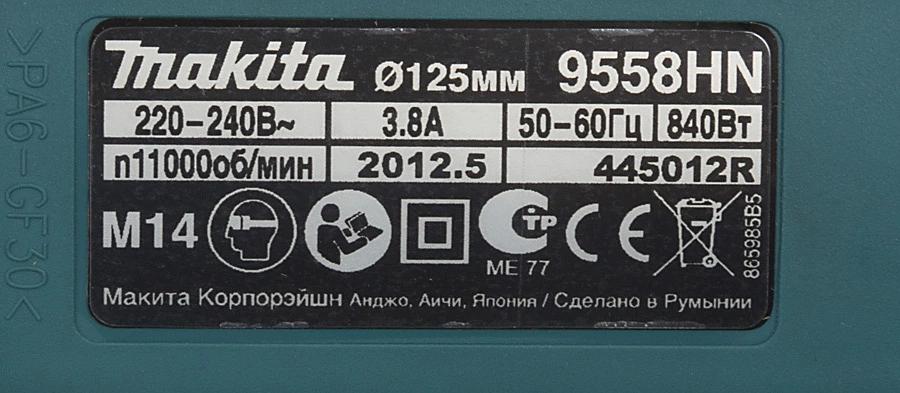 >PA6-GF30<
makita Ø125мм 9558HN
220-240В~ 3.8А 50-60Гц 840Вт
n11000об/мин 2012.5 445012R
M14
ME 77
865985B5
Макита Корпорэйшн Анджо, Аичи, Япония / Сделано в Румынии